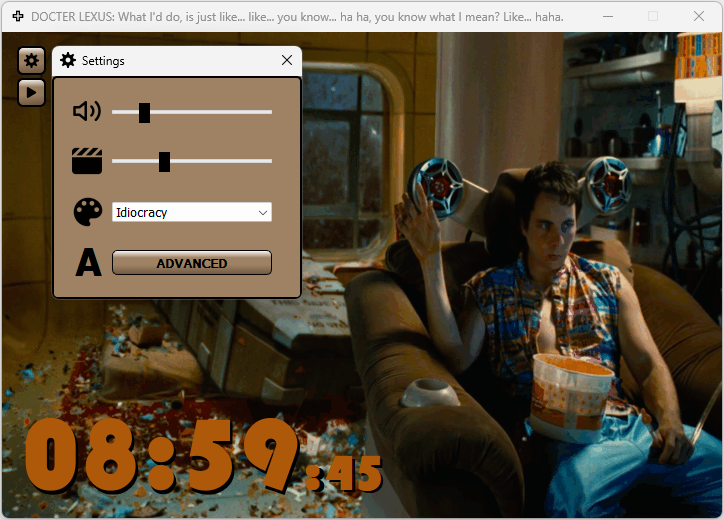 DOCTER LEXUS: What I'd do, is just like... like... you know... ha ha, you know what I mean? Like... haha.
Settings
Idiocracy
A
ADVANCED
08:59:45